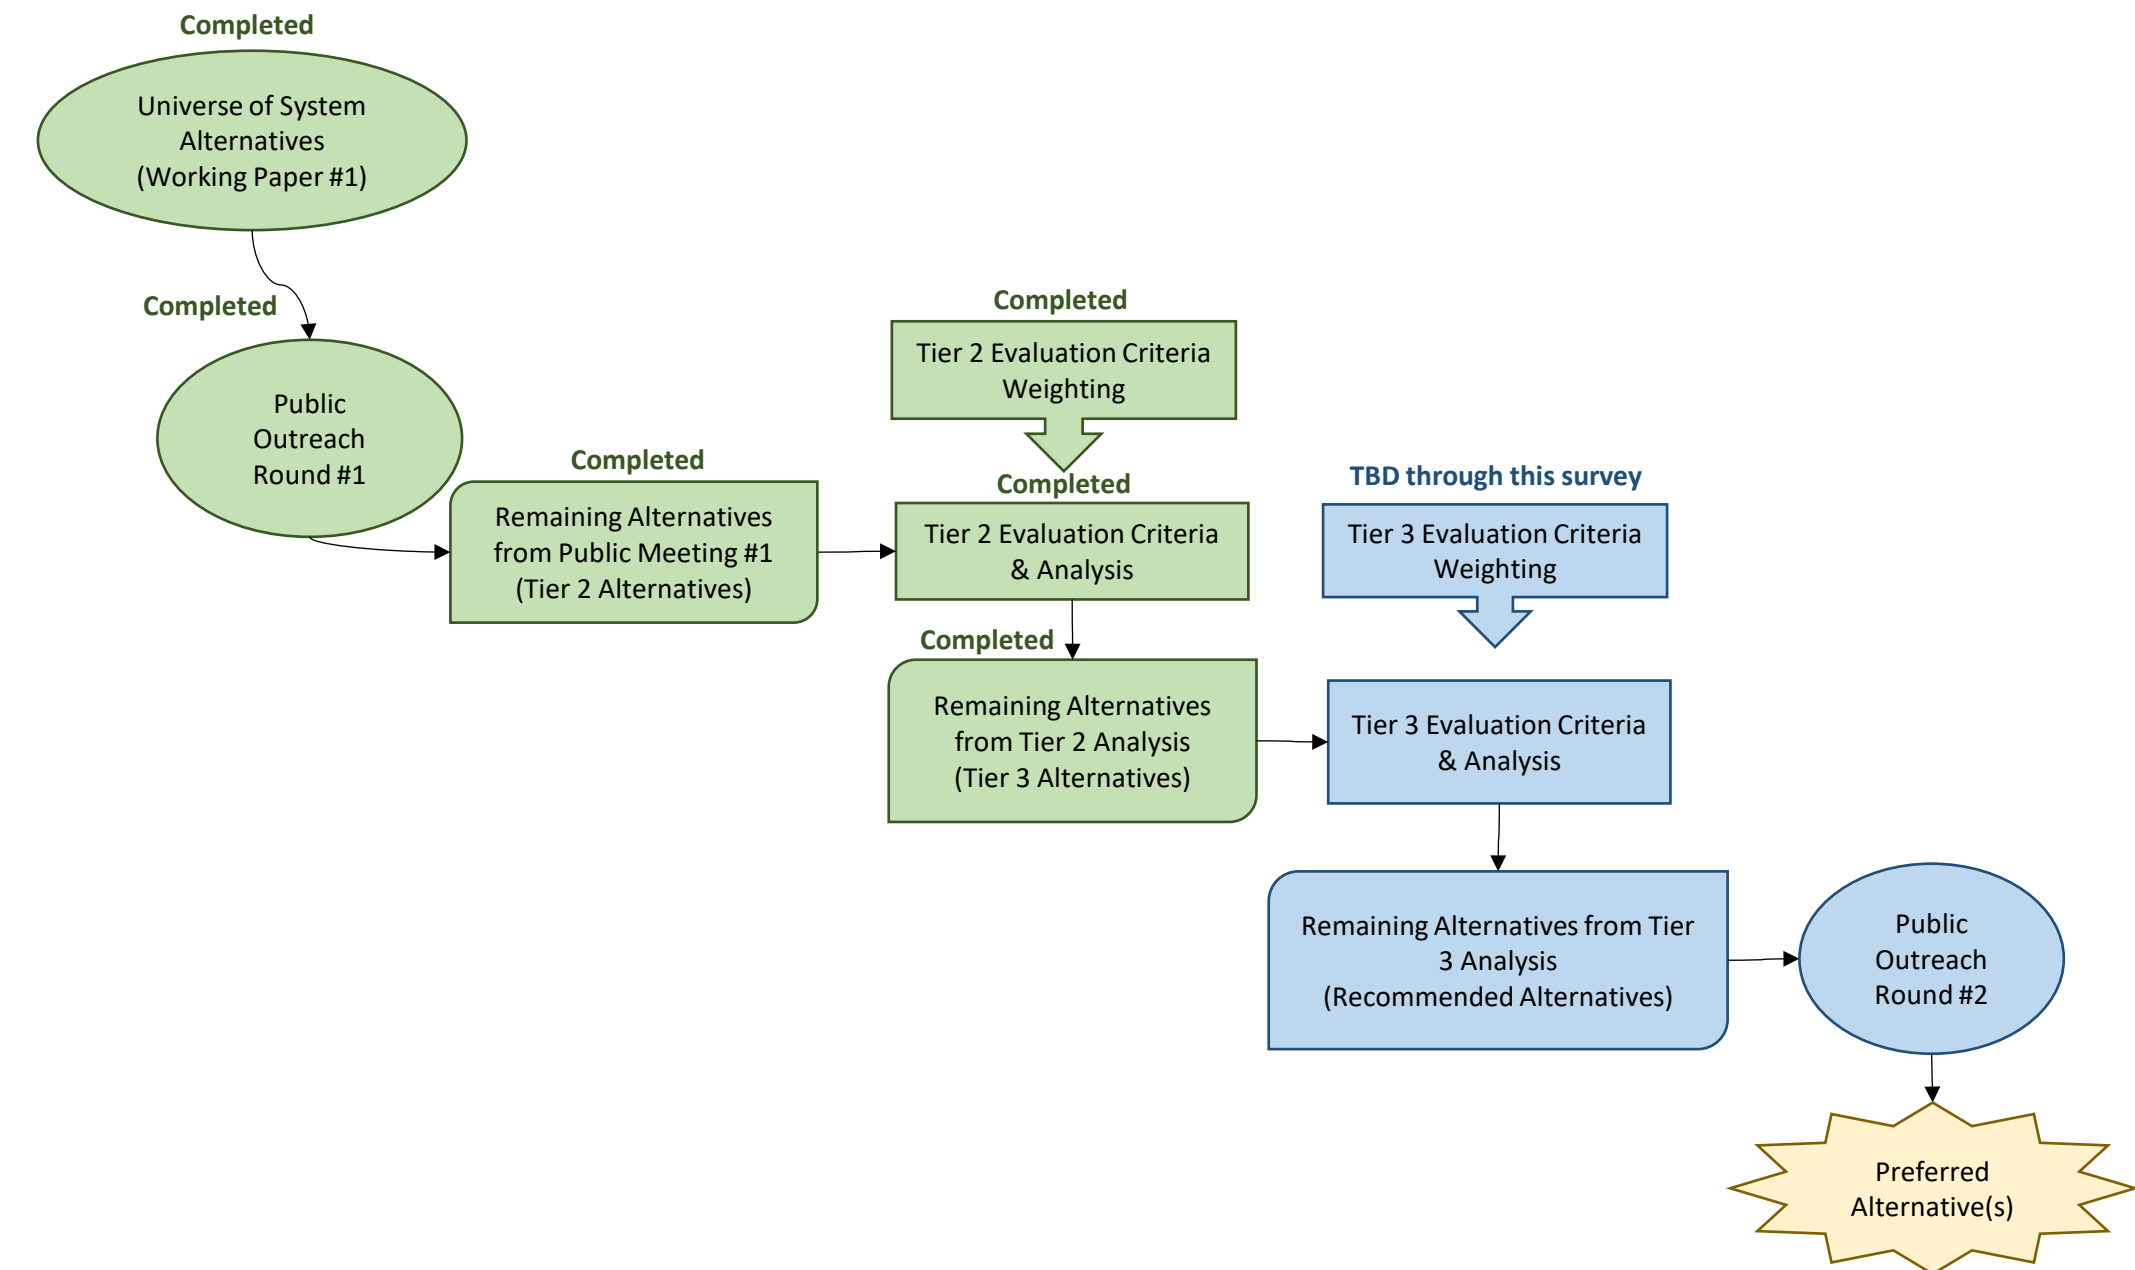 Completed
Universe of System
Alternatives
(Working Paper #1)
Completed
Public
Outreach
Round #1
Completed
Remaining Alternatives
from Public Meeting #1
(Tier 2 Alternatives)
Completed
Tier 2 Evaluation Criteria
Weighting
Completed
Tier 2 Evaluation Criteria
& Analysis
Completed
Remaining Alternatives
from Tier 2 Analysis
(Tier 3 Alternatives)
TBD through this survey
Tier 3 Evaluation Criteria
Weighting
Tier 3 Evaluation Criteria
& Analysis
Remaining Alternatives from Tier
3 Analysis
(Recommended Alternatives)
Public
Outreach
Round #2
Preferred
Alternative(s)